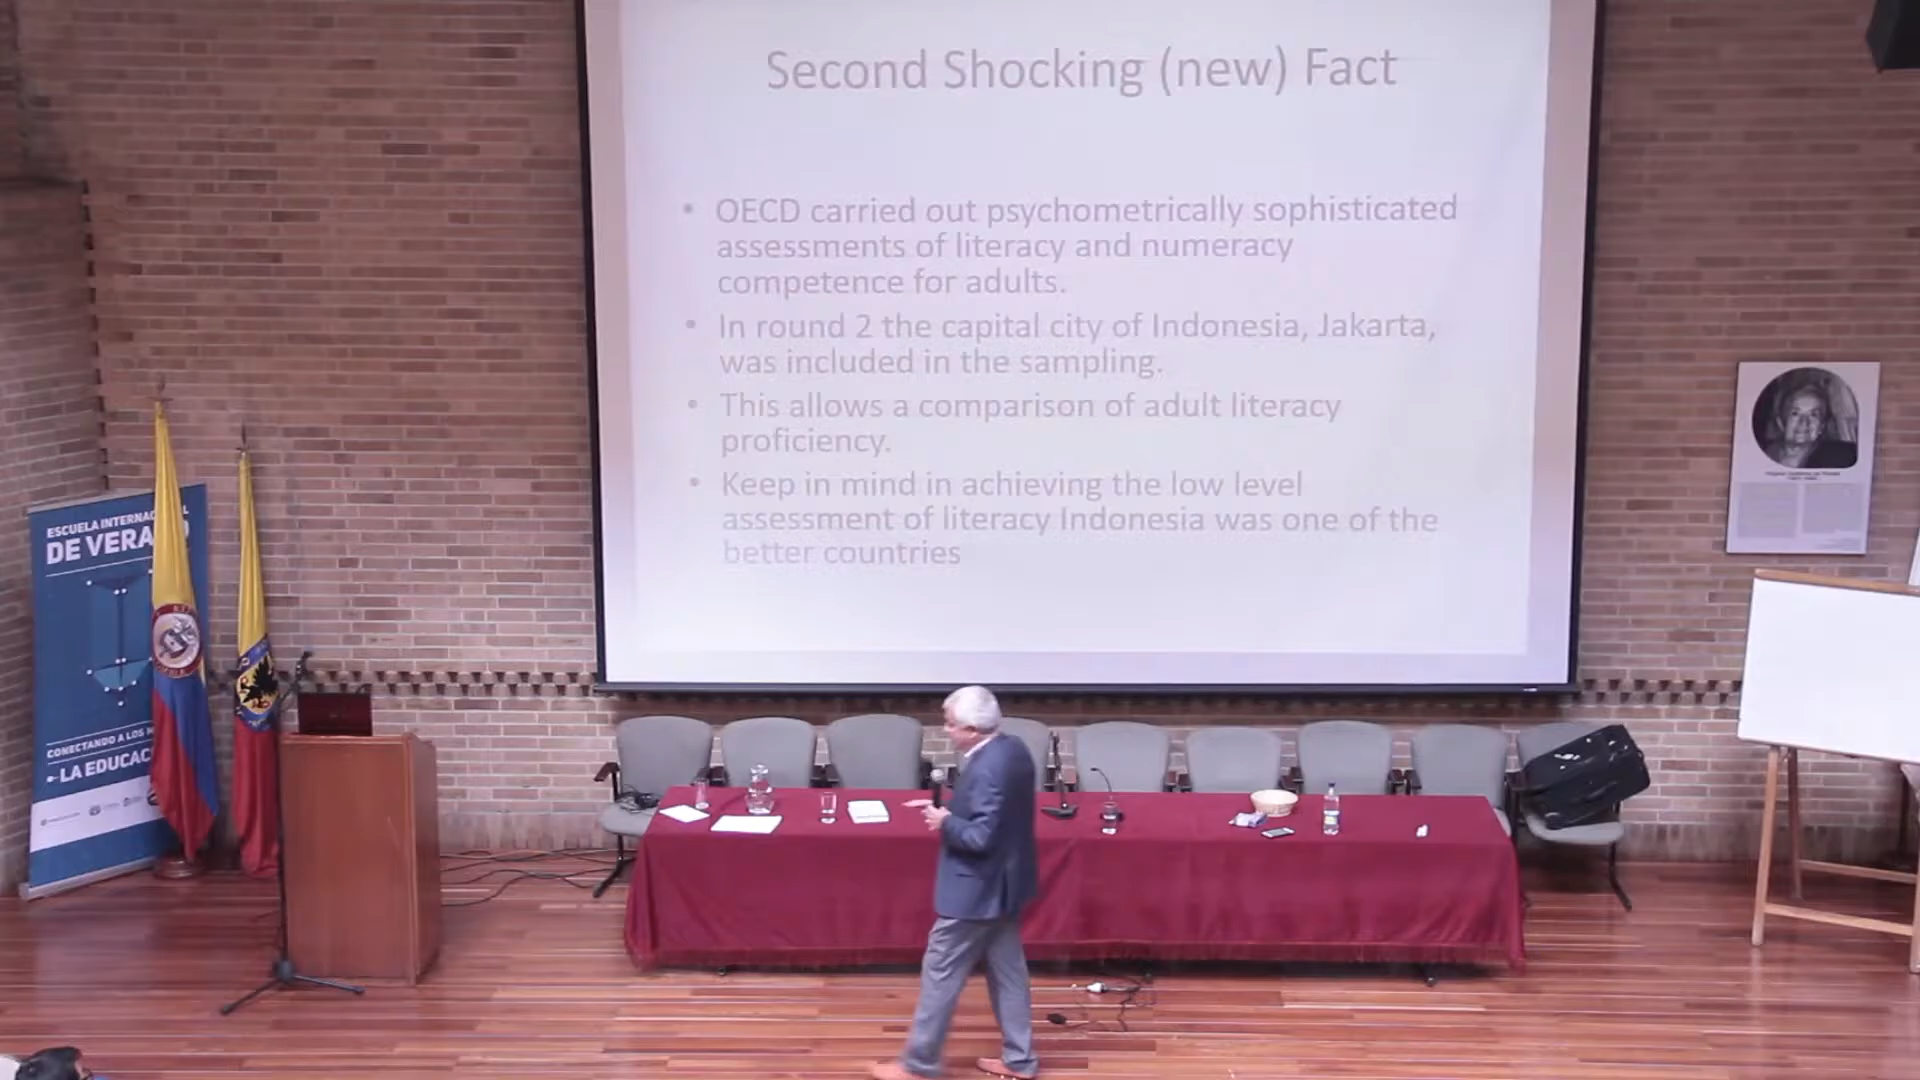 Second Shocking (new) Fact
• OECD carried out psychometrically sophisticated
assessments of literacy and numeracy
competence for adults.
• In round 2 the capital city of Indonesia, Jakarta,
was included in the sampling.
• This allows a comparison of adult literacy
proficiency.
• Keep in mind in achieving the low level
assessment of literacy Indonesia was one of the
better countries
ESCUELA
DE
CONECTANDO A LOS
LA